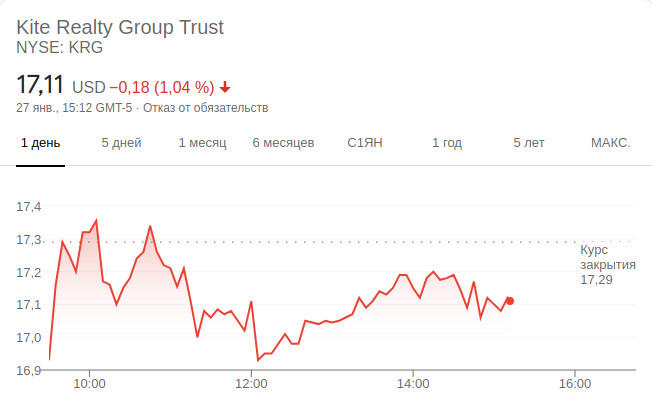 Kite Realty Group Trust
NYSE: KRG
17,11 USD −0,18 (1,04 %)
27 янв., 15:12 GMT-5 · Отказ от обязательств
1 день 5 дней 1 месяц 6 месяцев С1ЯН 1 год 5 лет МАКС.
17,4
17,3
Курс
закрытия
17,29
17,2
17,1
17,0
16,9
10:00 12:00 14:00 16:00